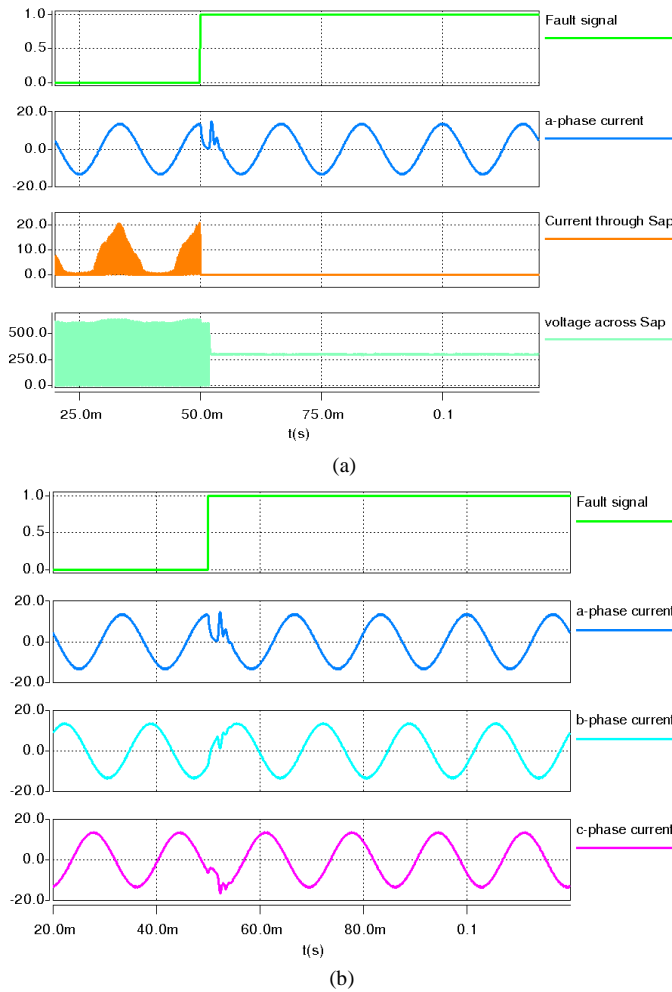 1.0
Fault signal
0.5
0.0
20.0
a-phase current
0.0
-20.0
20.0
Current through Sap
10.0
0.0
voltage across Sap
500.0
250.0
0.0
25.0m 50.0m 75.0m 0.1
t(s)
(a)
1.0
Fault signal
0.5
0.0
20.0
a-phase current
0.0
-20.0
20.0
b-phase current
0.0
-20.0
20.0
c-phase current
0.0
-20.0
20.0m 40.0m 60.0m 80.0m 0.1
t(s)
(b)